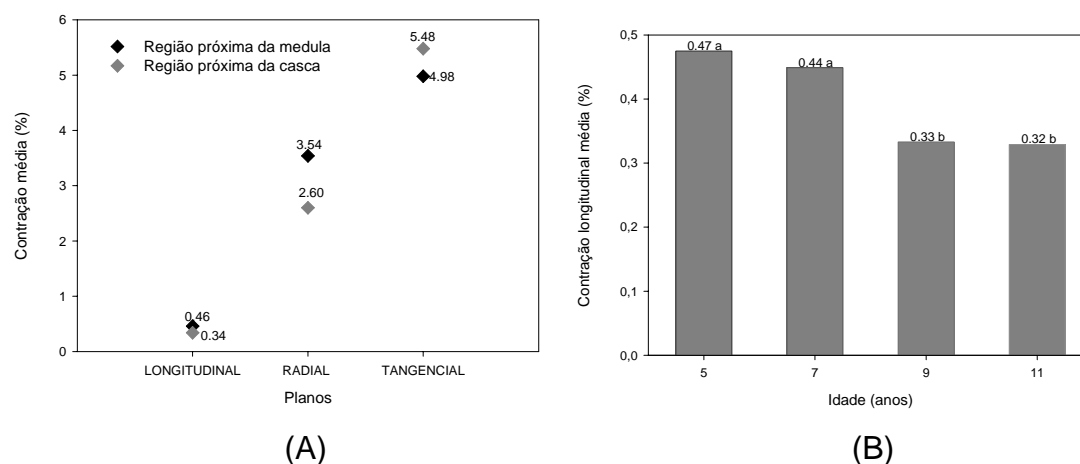 Contração média (%)
6
5
4
3
2
1
0
Região próxima da medula
Região próxima da casca
5.48
4.98
3.54
2.60
0.46
0.34
LONGITUDINAL RADIAL TANGENCIAL
Planos
(A)
Contração longitudinal média (%)
0,5
0,4
0,3
0,2
0,1
0,0
0.47 a
0.44 a
0.33 b
0.32 b
5 7 9 11
Idade (anos)
(B)